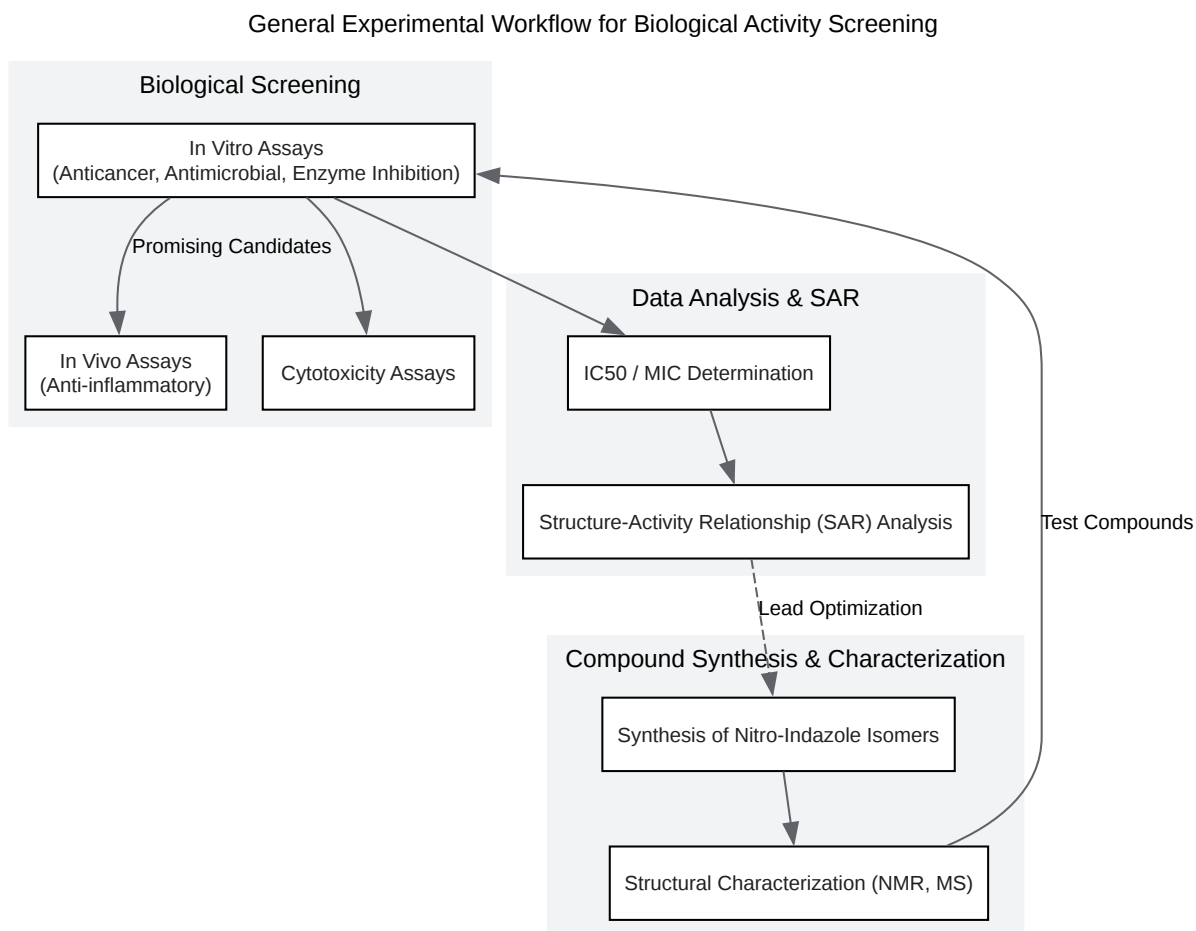 General Experimental Workflow for Biological Activity Screening
Biological Screening
In Vitro Assays
(Anticancer, Antimicrobial, Enzyme Inhibition)
Promising Candidates
In Vivo Assays
(Anti-inflammatory)
Cytotoxicity Assays
Data Analysis & SAR
IC50 / MIC Determination
Structure-Activity Relationship (SAR) Analysis
Test Compounds
Lead Optimization
Compound Synthesis & Characterization
Synthesis of Nitro-Indazole Isomers
Structural Characterization (NMR, MS)